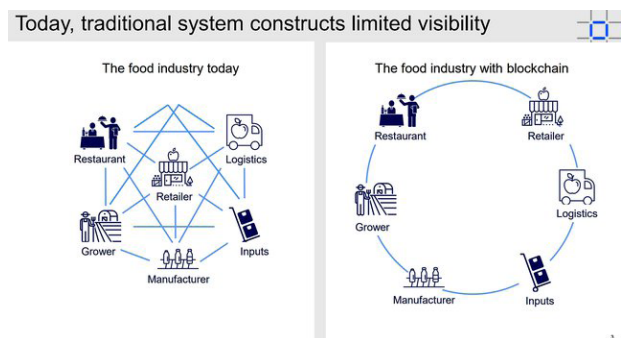 Today, traditional system constructs limited visibility
The food industry today
Restaurant
Logistics
Retailer
Grower
Inputs
Manufacturer
The food industry with blockchain
Restaurant
Retailer
Logistics
Grower
Manufacturer
Inputs